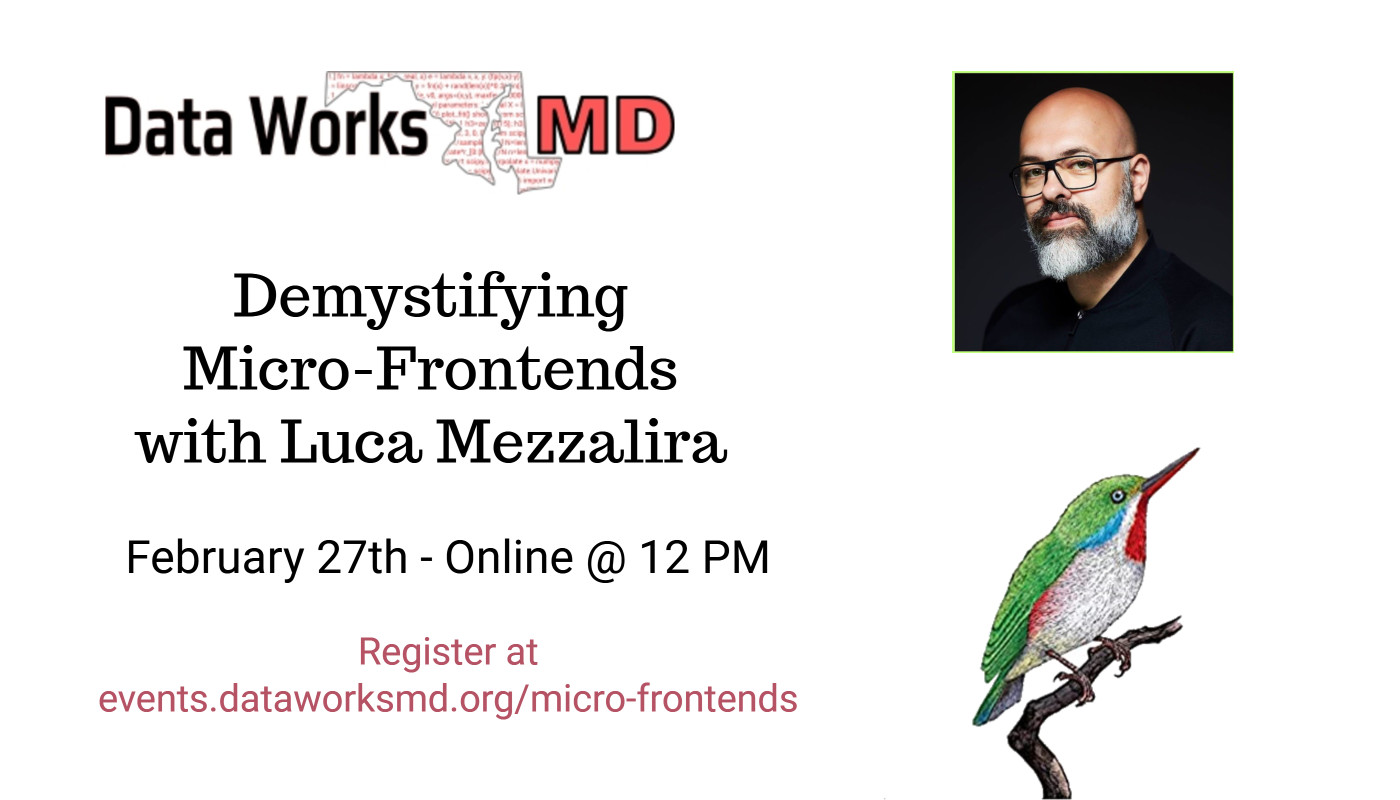 Data Works MD
Demystifying
Micro-Frontends
with Luca Mezzalira
February 27th - Online @ 12 PM
Register at
events.dataworksmd.org/micro-frontends